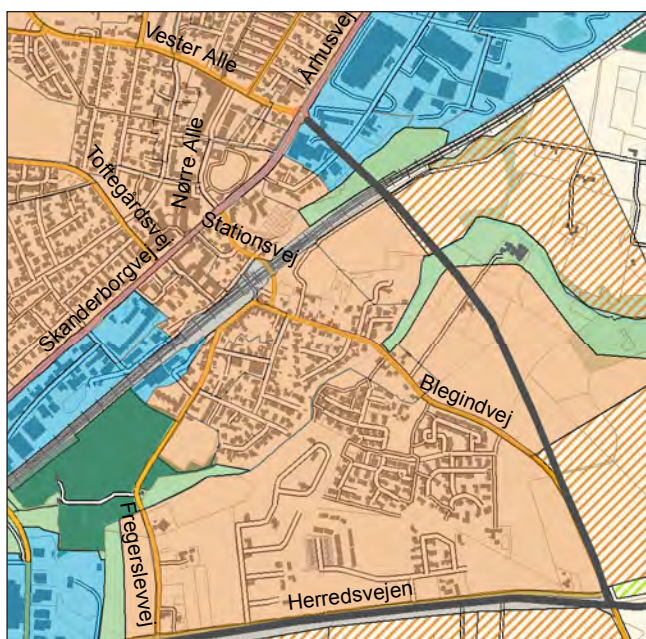 Vester Alle
Århusvej
Nørre Alle
Toftegårdsvej
Stationsvej
Skanderborgvej
Blegindvej
Fregerslevvej
Herredsvejen